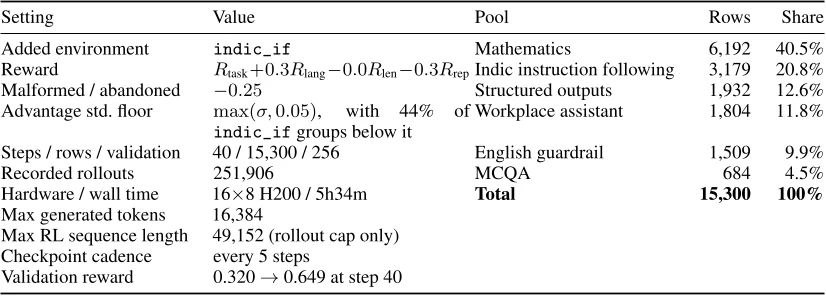 Setting Value Pool Rows Share
Added environment indic_if Mathematics 6,192 40.5%
Reward R_task+0.3R_lang−0.0R_len−0.3R_rep Indic instruction following 3,179 20.8%
Malformed / abandoned −0.25 Structured outputs 1,932 12.6%
Advantage std. floor max(σ, 0.05), with 44% of Workplace assistant 1,804 11.8%
indic_if groups below it
Steps / rows / validation 40 / 15,300 / 256 English guardrail 1,509 9.9%
Recorded rollouts 251,906 MCQA 684 4.5%
Hardware / wall time 16×8 H200 / 5h34m Total 15,300 100%
Max generated tokens 16,384
Max RL sequence length 49,152 (rollout cap only)
Checkpoint cadence every 5 steps
Validation reward 0.320 → 0.649 at step 40